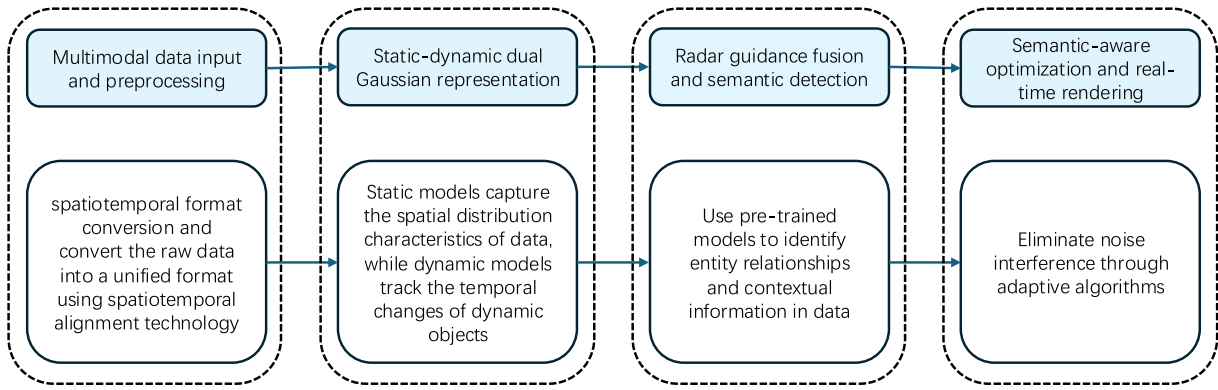 Multimodal data input
and preprocessing
Static-dynamic dual
Gaussian representation
Radar guidance fusion
and semantic detection
Semantic-aware
optimization and real-
time rendering
spatiotemporal format
conversion and
convert the raw data
into a unified format
using spatiotemporal
alignment technology
Static models capture
the spatial distribution
characteristics of data,
while dynamic models
track the temporal
changes of dynamic
objects
Use pre-trained
models to identify
entity relationships
and contextual
information in data
Eliminate noise
interference through
adaptive algorithms